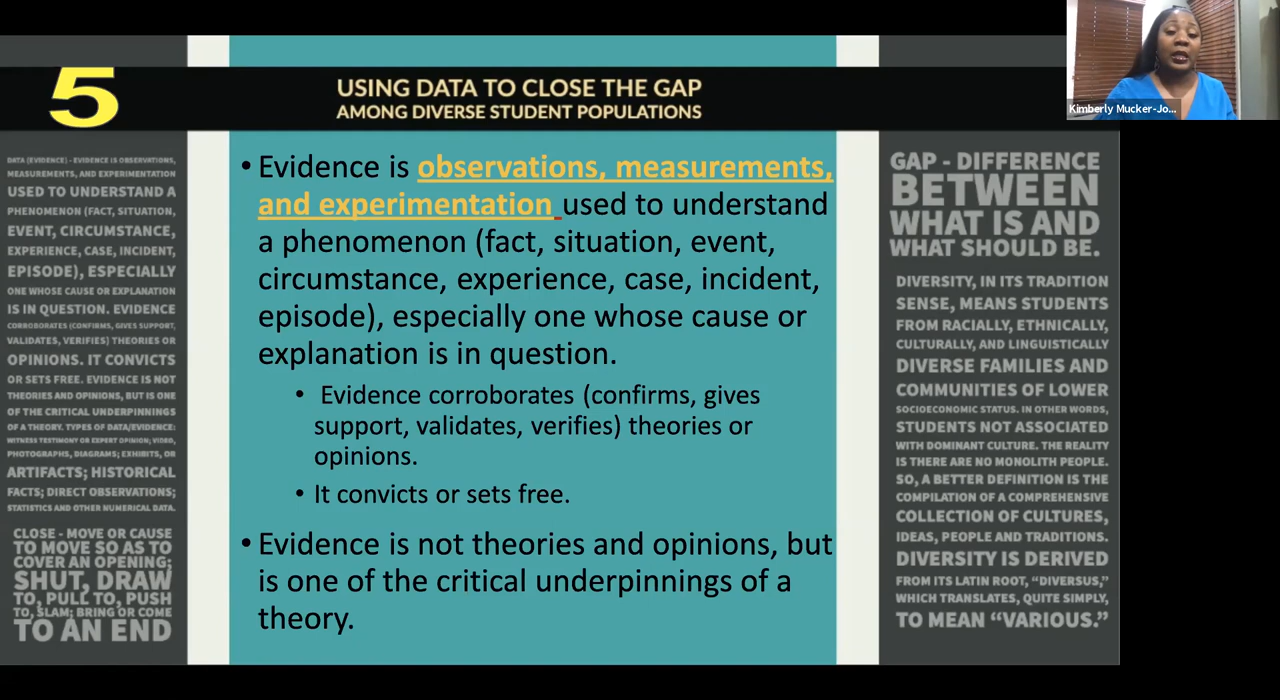 5
USING DATA TO CLOSE THE GAP
AMONG DIVERSE STUDENT POPULATIONS
Kimberly Mucker-Jo...
DATA (EVIDENCE) - EVIDENCE IS OBSERVATIONS,
MEASUREMENTS, AND EXPERIMENTATION
USED TO UNDERSTAND A
PHENOMENON (FACT, SITUATION,
EVENT, CIRCUMSTANCE,
EXPERIENCE, CASE, INCIDENT,
EPISODE), ESPECIALLY
ONE WHOSE CAUSE OR EXPLANATION
IS IN QUESTION. EVIDENCE
CORROBORATES (CONFIRMS, GIVES SUPPORT,
VALIDATES, VERIFIES) THEORIES OR
OPINIONS. IT CONVICTS
OR SETS FREE. EVIDENCE IS NOT
THEORIES AND OPINIONS, BUT IS ONE
OF THE CRITICAL UNDERPINNINGS
OF A THEORY. TYPES OF DATA/EVIDENCE:
WITNESS TESTIMONY OR EXPERT OPINION; VIDEO,
PHOTOGRAPHS, DIAGRAMS; EXHIBITS, OR
ARTIFACTS; HISTORICAL
FACTS; DIRECT OBSERVATIONS;
STATISTICS AND OTHER NUMERICAL DATA.
CLOSE - MOVE OR CAUSE
TO MOVE SO AS TO
COVER AN OPENING;
SHUT, DRAW
TO, PULL TO, PUSH
TO, SLAM; BRING OR COME
TO AN END
• Evidence is observations, measurements,
and experimentation used to understand
a phenomenon (fact, situation, event,
circumstance, experience, case, incident,
episode), especially one whose cause or
explanation is in question.
• Evidence corroborates (confirms, gives
support, validates, verifies) theories or
opinions.
• It convicts or sets free.
• Evidence is not theories and opinions, but
is one of the critical underpinnings of a
theory.
GAP - DIFFERENCE
BETWEEN
WHAT IS AND
WHAT SHOULD BE.
DIVERSITY, IN ITS TRADITION
SENSE, MEANS STUDENTS
FROM RACIALLY, ETHNICALLY,
CULTURALLY, AND LINGUISTICALLY
DIVERSE FAMILIES AND
COMMUNITIES OF LOWER
SOCIOECONOMIC STATUS. IN OTHER WORDS,
STUDENTS NOT ASSOCIATED
WITH DOMINANT CULTURE. THE REALITY
IS THERE ARE NO MONOLITH PEOPLE.
SO, A BETTER DEFINITION IS THE
COMPILATION OF A COMPREHENSIVE
COLLECTION OF CULTURES,
IDEAS, PEOPLE AND TRADITIONS.
DIVERSITY IS DERIVED
FROM ITS LATIN ROOT, “DIVERSUS,”
WHICH TRANSLATES, QUITE SIMPLY,
TO MEAN “VARIOUS.”